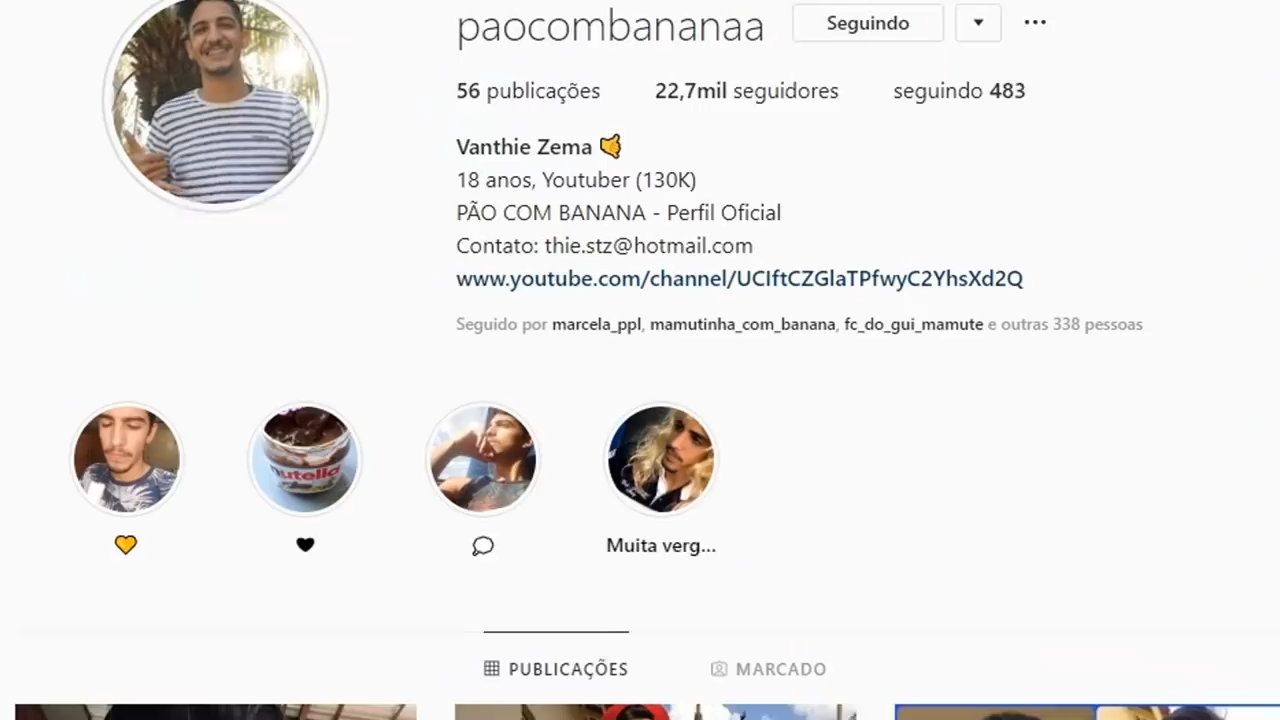 paocombananaa Seguindo
56 publicações 22,7mil seguidores seguindo 483
Vanthie Zema
18 anos, Youtuber (130K)
PÃO COM BANANA - Perfil Oficial
Contato: thie.stz@hotmail.com
www.youtube.com/channel/UCIftCZGlaTPfwyC2YhsXd2Q
Seguido por marcela_ppl, mamutinha_com_banana, fc_do_gui_mamute e outras 338 pessoas
nutella
Muita verg...
PUBLICAÇÕES MARCADO